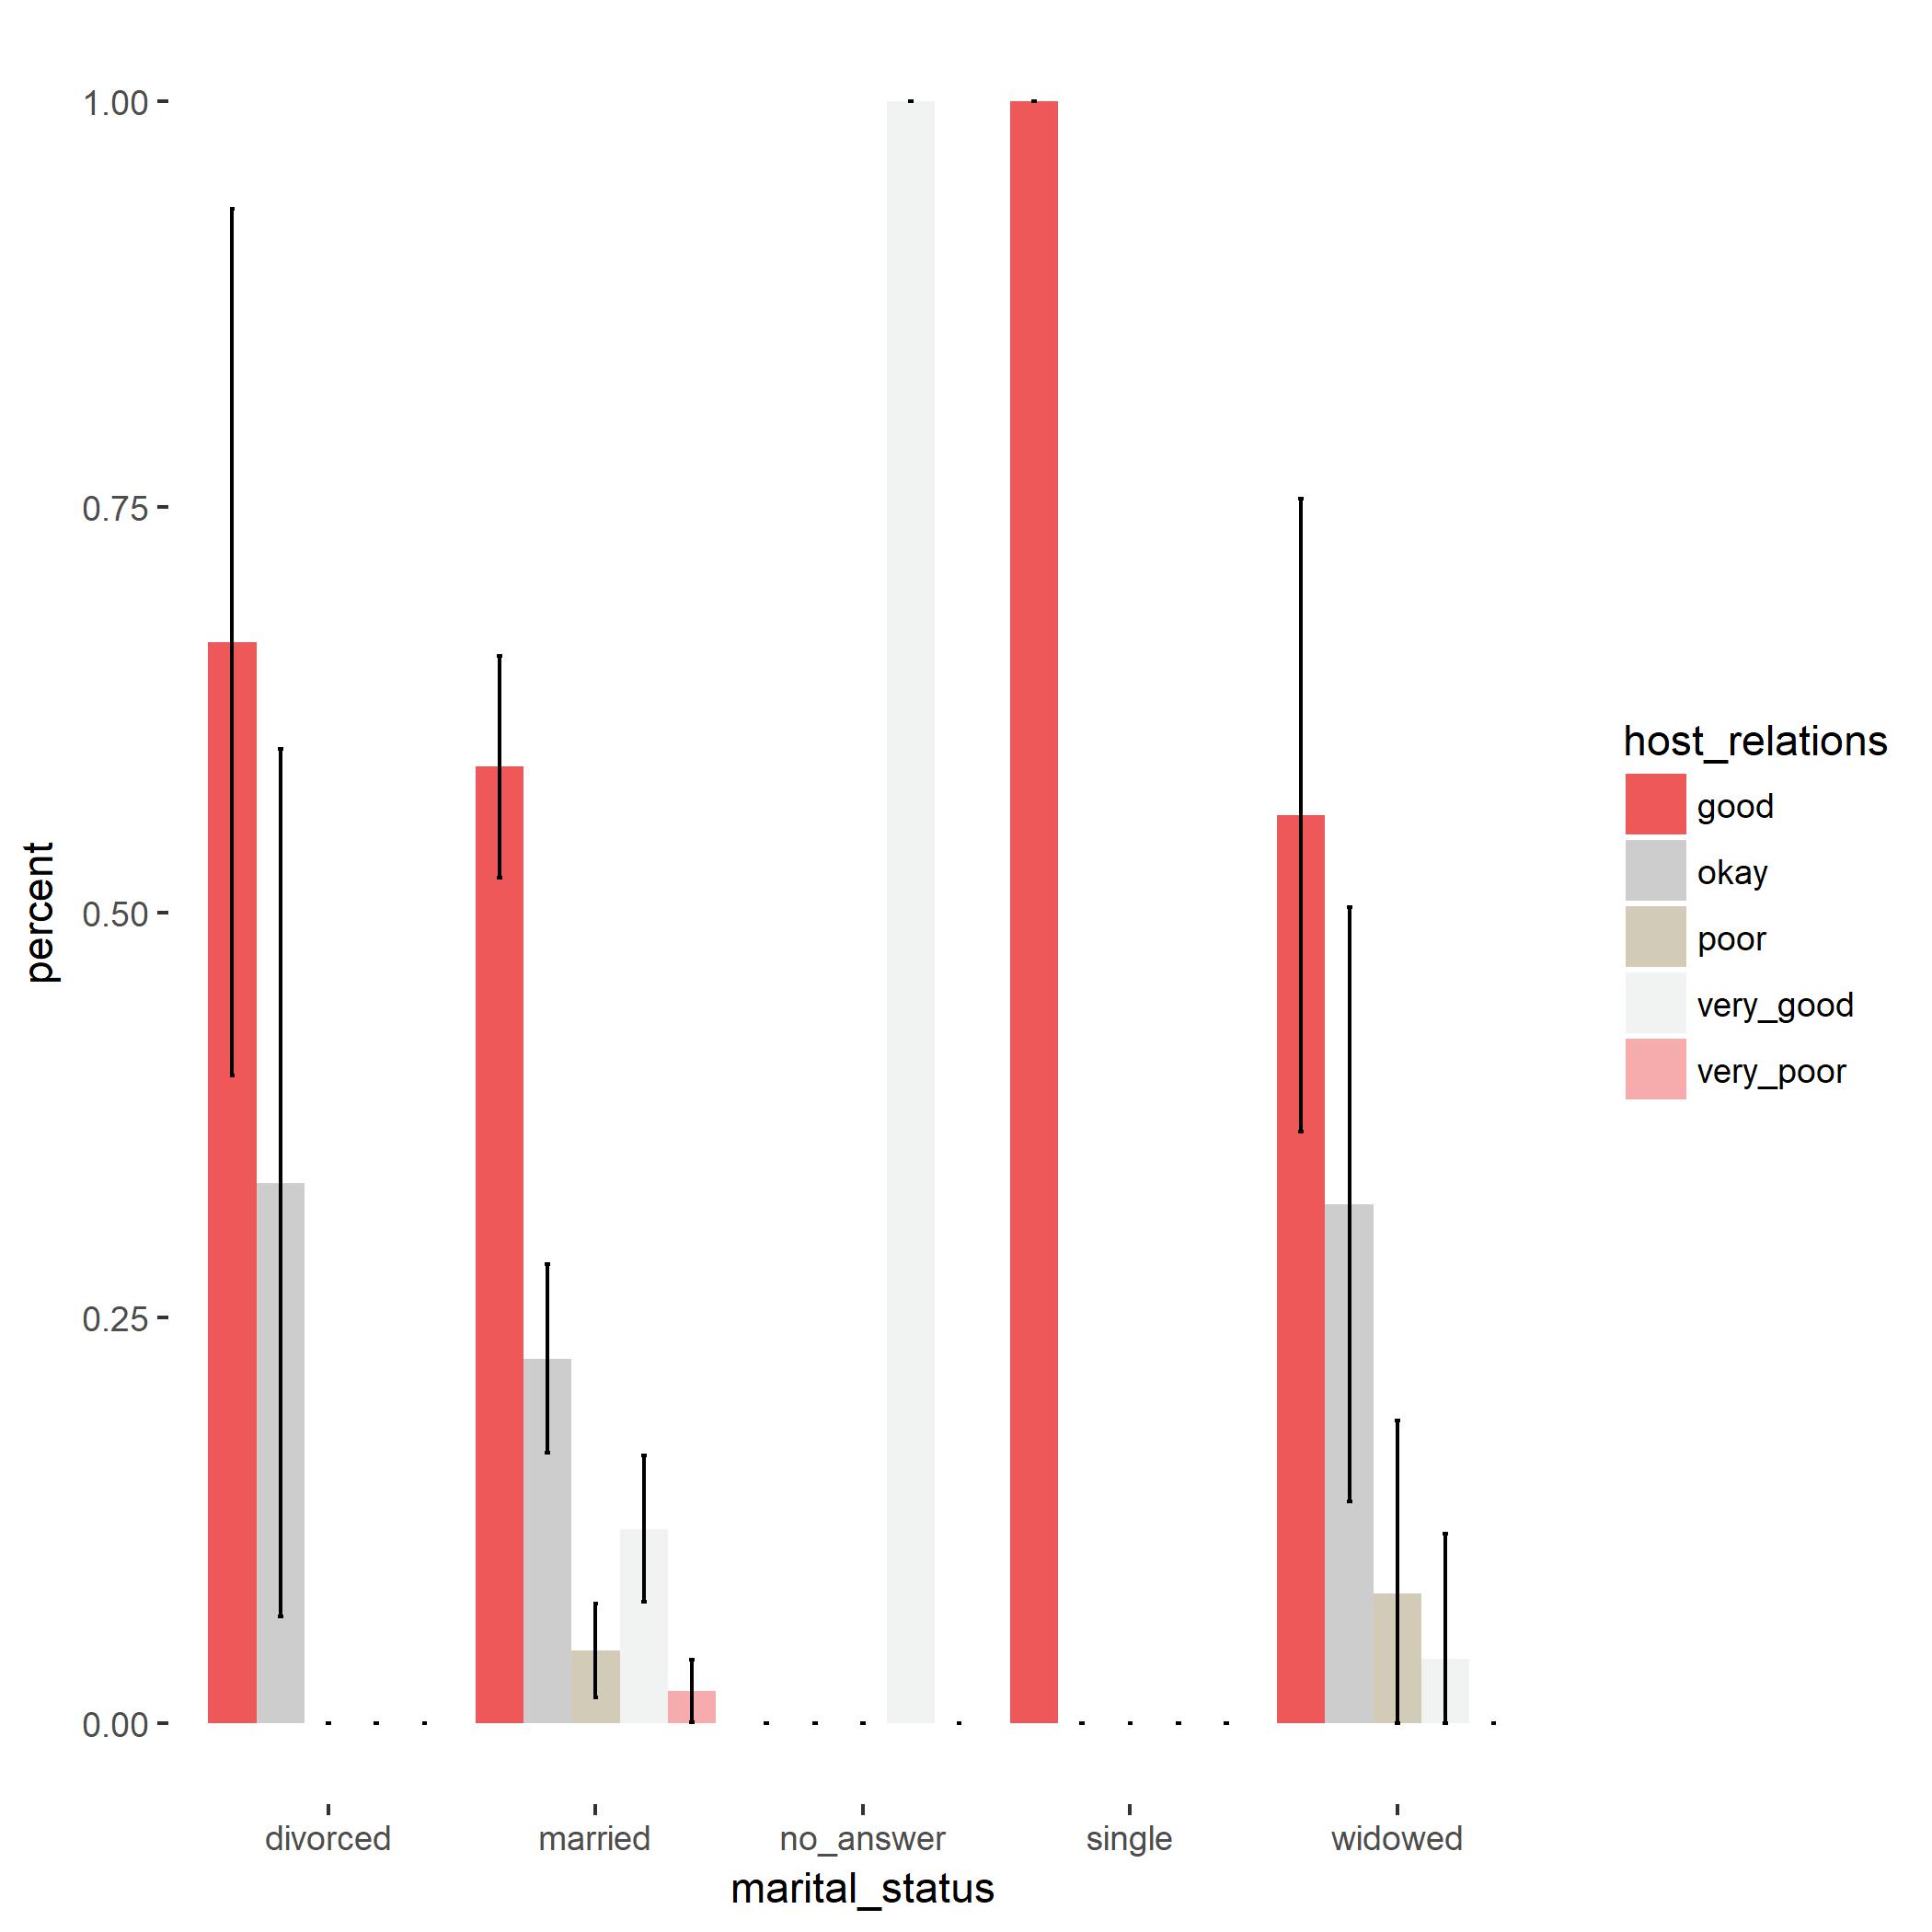 1.00
0.75
0.50
0.25
0.00
percent
divorced married no_answer single widowed
marital_status
host_relations
good
okay
poor
very_good
very_poor